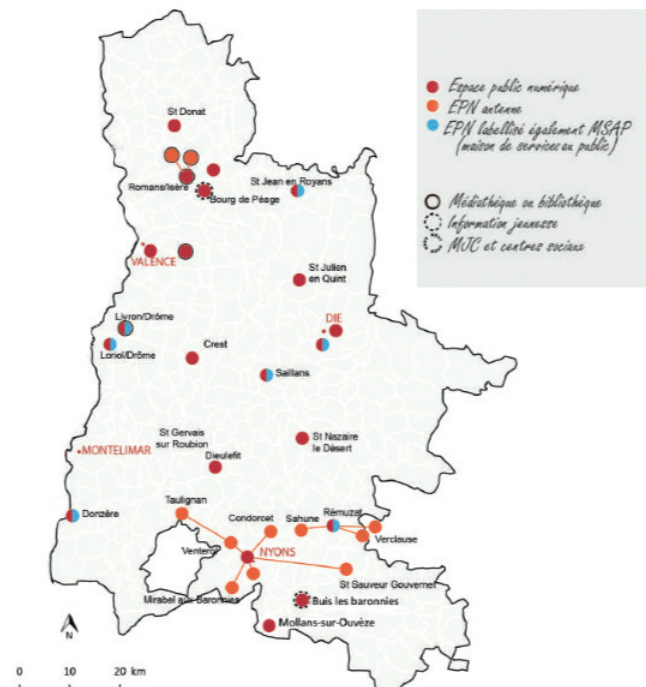 Espace public numérique
EPN antenne
EPN labellisé également MSAP
(maison de services au public)
Médiathèque ou bibliothèque
Information jeunesse
MJC et centres sociaux
St Donat
Romans/Isère
Bourg de Péage
St Jean en Royans
VALENCE
St Julien
en Quint
Livron/Drôme
DIE
Loriol/Drôme
Crest
Saillans
St Gervais
sur Roubion
MONTELIMAR
Dieulefit
St Nazaire
le Désert
Donzère
Taulignan
Condorcet
Sahune
Rémuzat
Verclause
Venterol
NYONS
St Sauveur Gouvernet
Mirabel aux Baronnies
Buis les baronnies
Mollans-sur-Ouvèze
N
0 10 20 km